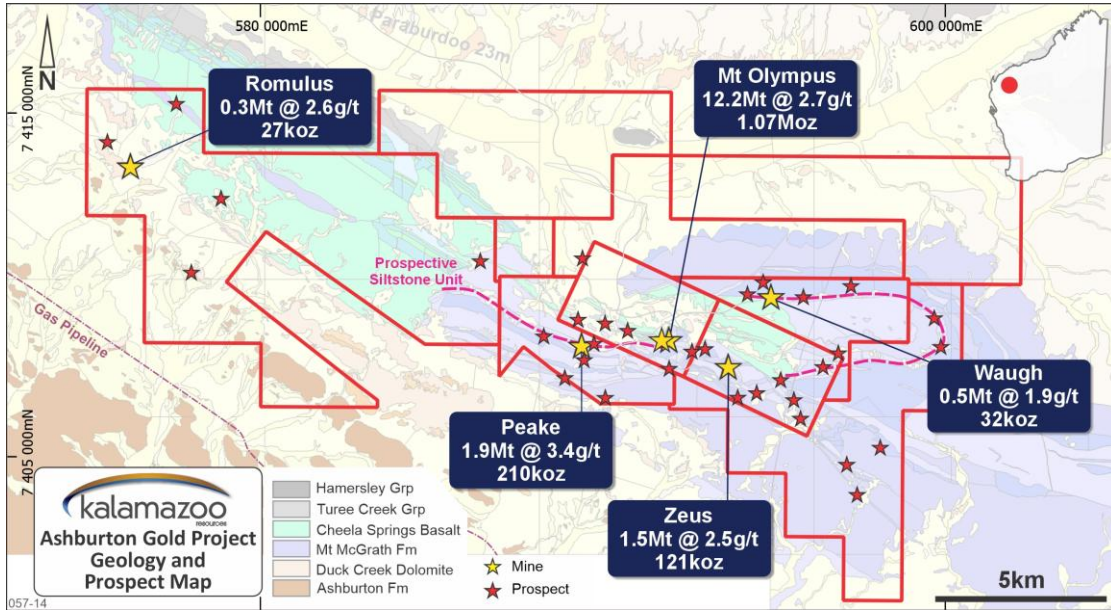 580 000mE
600 000mE
Paraburdoo 23m
N
7 415 000mN
Romulus
0.3Mt @ 2.6g/t
27koz
Mt Olympus
12.2Mt @ 2.7g/t
1.07Moz
Prospective
Siltstone Unit
Gas Pipeline
Waugh
0.5Mt @ 1.9g/t
32koz
Peake
1.9Mt @ 3.4g/t
210koz
7 405 000mN
Zeus
1.5Mt @ 2.5g/t
121koz
kalamazoo
resources
Ashburton Gold Project
Geology and
Prospect Map
Hamersley Grp
Turee Creek Grp
Cheela Springs Basalt
Mt McGrath Fm
Duck Creek Dolomite
Ashburton Fm
Mine
Prospect
5km
057-14